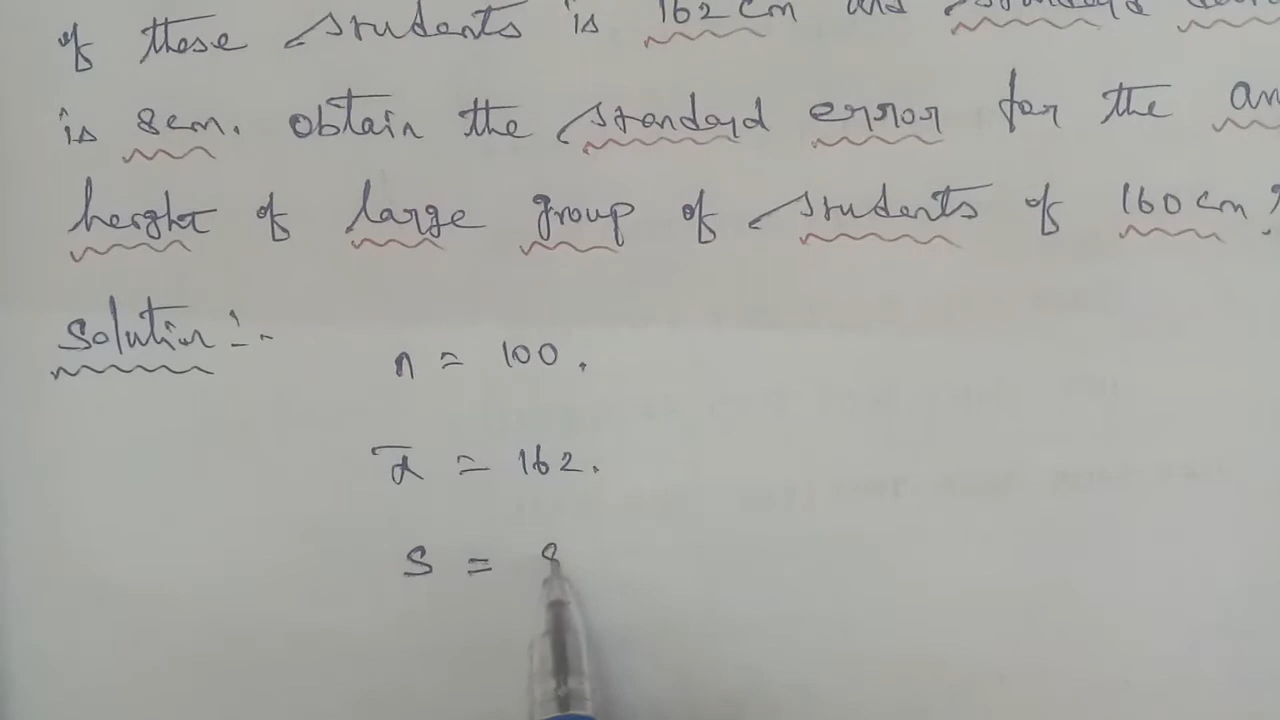 of these students is 162 cm and standard
is 8cm. obtain the standard error for the
height of large group of students of 160 cm?
Solution:-
n = 100.
x̄ = 162.
S = 8